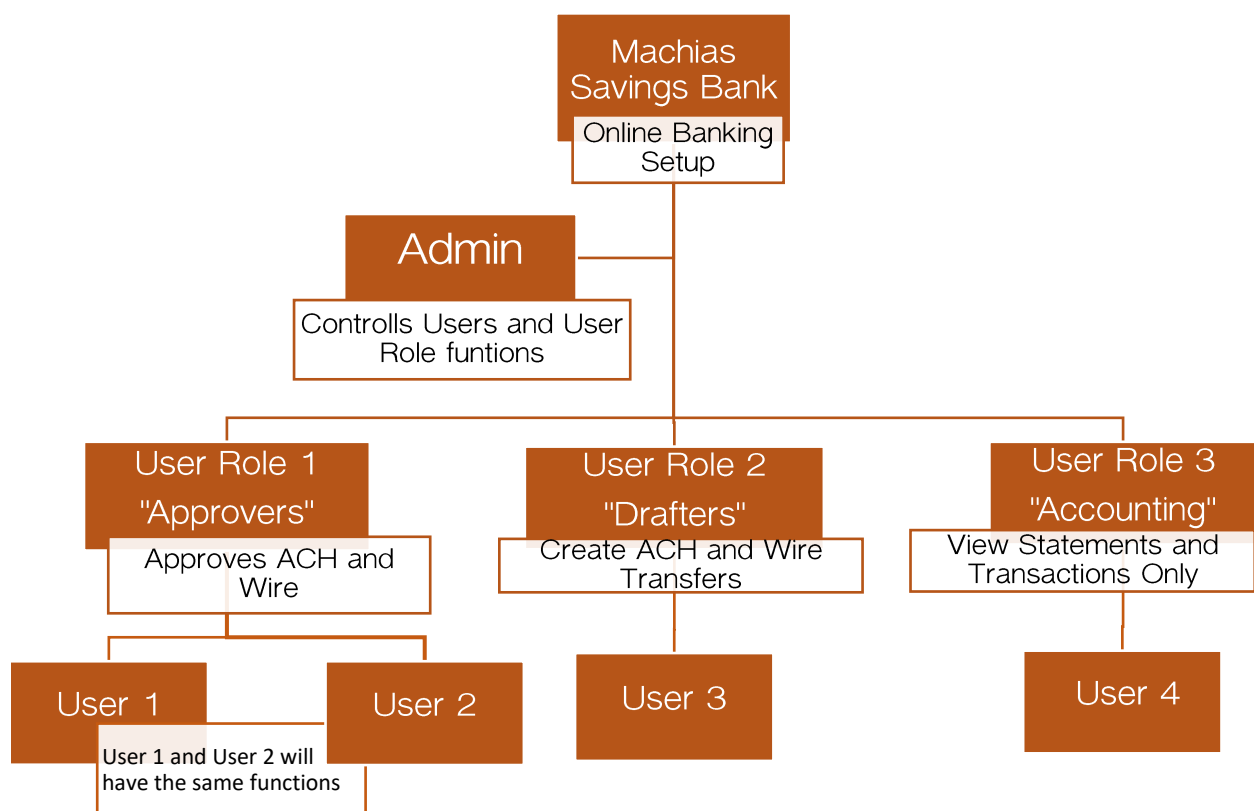 Machias
Savings Bank
Online Banking
Setup
Admin
Controlls Users and User
Role funtions
User Role 1
"Approvers"
Approves ACH and
Wire
User Role 2
"Drafters"
Create ACH and Wire
Transfers
User Role 3
"Accounting"
View Statements and
Transactions Only
User 1
User 2
User 1 and User 2 will
have the same functions
User 3
User 4